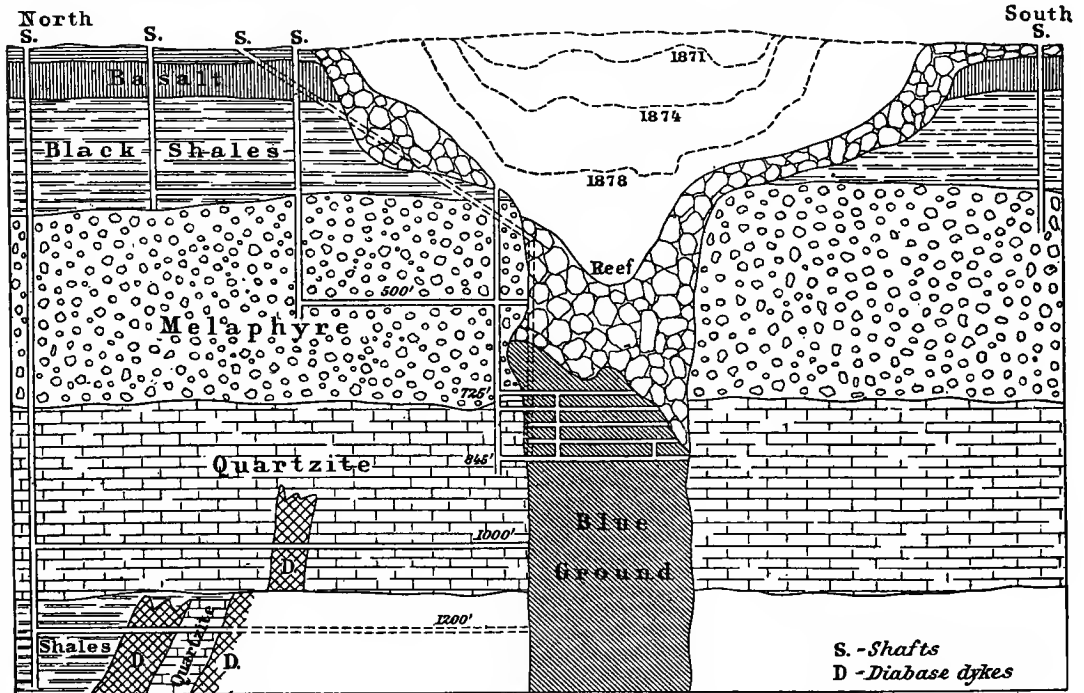 North
South
S.
S.
S.
S.
S.
Basalt
1871
1874
Black Shales
1878
Reef
500'
Melaphyre
725'
Quartzite
845'
Blue
1000'
D.
Ground
1200'
Shales
D.
Quartzite
D.
S. - Shafts
D - Diabase dykes